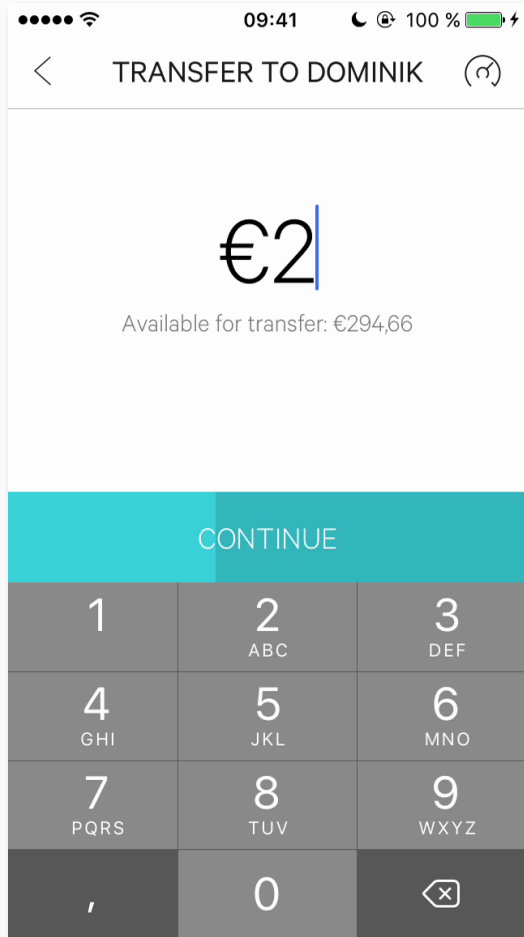 09:41 100 %
TRANSFER TO DOMINIK
€2
Available for transfer: €294,66
CONTINUE
1 2 3
ABC DEF
4 5 6
GHI JKL MNO
7 8 9
PQRS TUV WXYZ
, 0